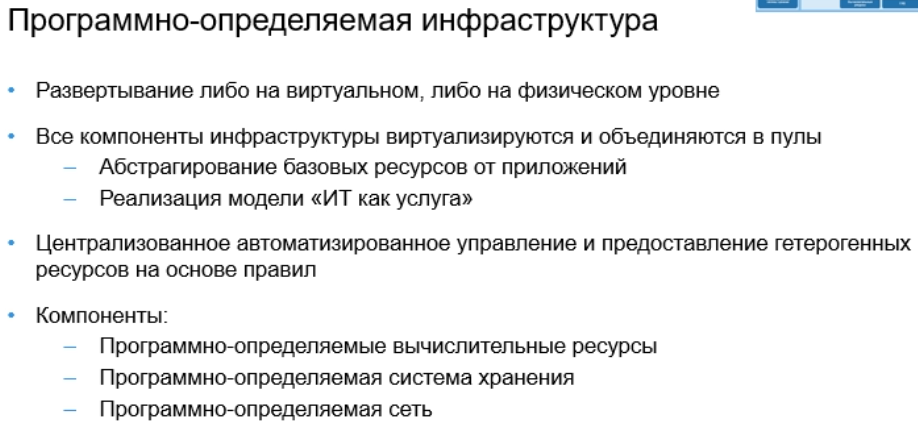 Программно-определяемая инфраструктура
• Развертывание либо на виртуальном, либо на физическом уровне
• Все компоненты инфраструктуры виртуализируются и объединяются в пулы
– Абстрагирование базовых ресурсов от приложений
– Реализация модели «ИТ как услуга»
• Централизованное автоматизированное управление и предоставление гетерогенных
ресурсов на основе правил
• Компоненты:
– Программно-определяемые вычислительные ресурсы
– Программно-определяемая система хранения
– Программно-определяемая сеть